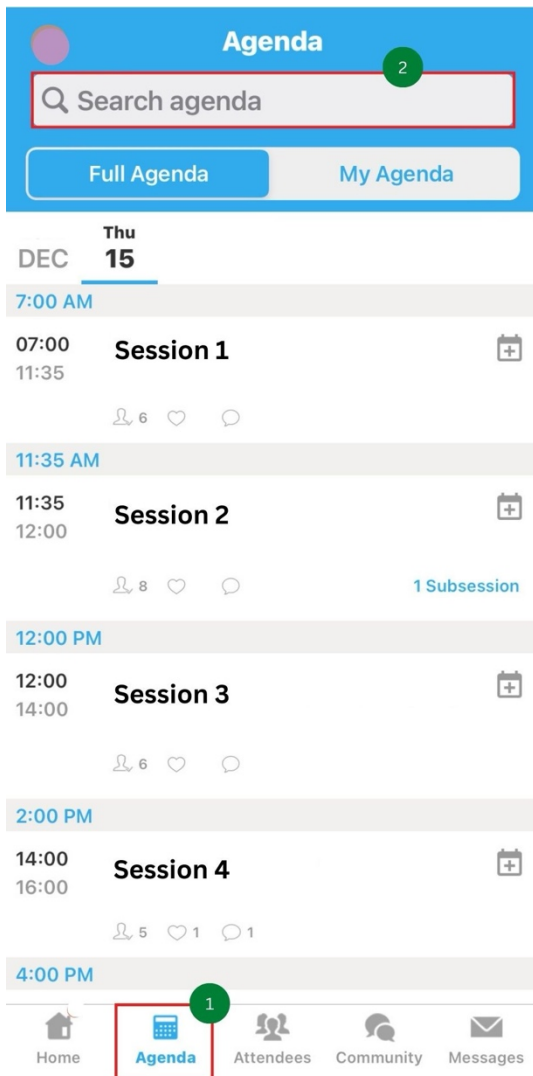 Agenda
2
Search agenda
Full Agenda My Agenda
Thu
DEC 15
7:00 AM
07:00 Session 1
11:35
6
11:35 AM
11:35 Session 2
12:00
8 1 Subsession
12:00 PM
12:00 Session 3
14:00
6
2:00 PM
14:00 Session 4
16:00
5 1 1
4:00 PM
1
Home Agenda Attendees Community Messages